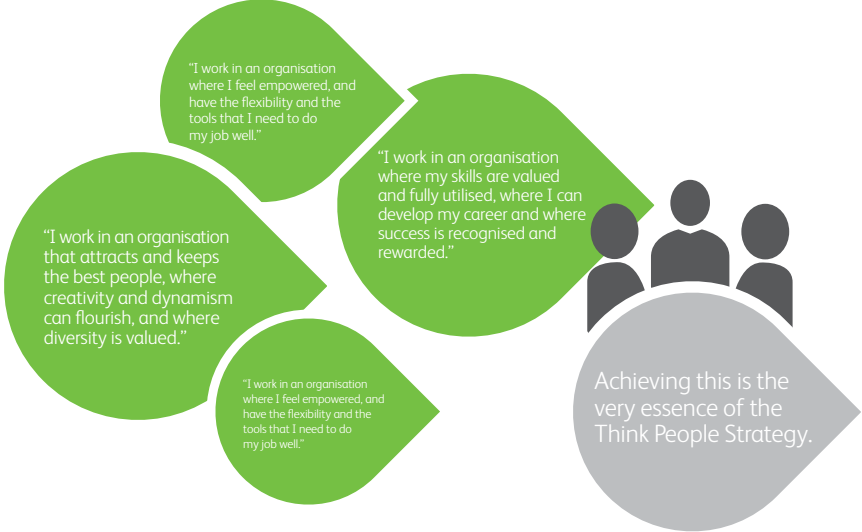 “I work in an organisation
where I feel empowered, and
have the flexibility and the
tools that I need to do
my job well.”
“I work in an organisation
where my skills are valued
and fully utilised, where I can
develop my career and where
success is recognised and
rewarded.”
“I work in an organisation
that attracts and keeps
the best people, where
creativity and dynamism
can flourish, and where
diversity is valued.”
“I work in an organisation
where I feel empowered, and
have the flexibility and the
tools that I need to do
my job well.”
Achieving this is the
very essence of the
Think People Strategy.